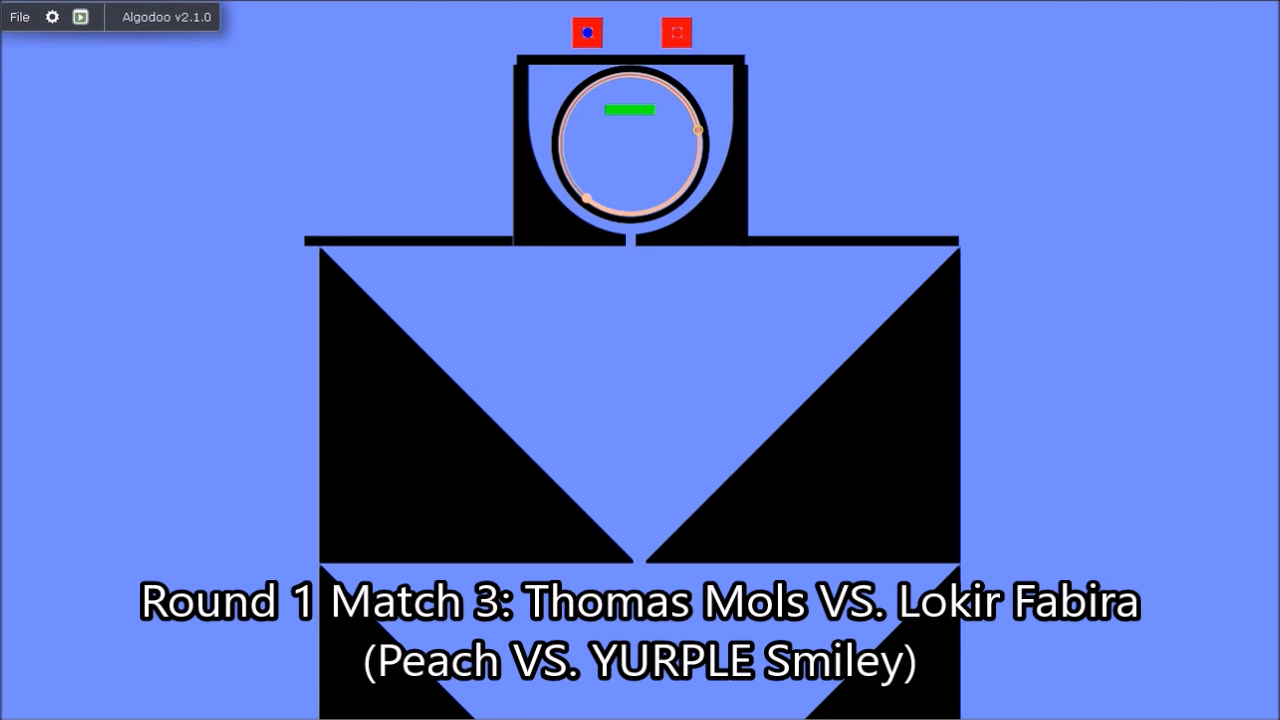 File Algodoo v2.1.0
Round 1 Match 3: Thomas Mols VS. Lokir Fabira
(Peach VS. YURPLE Smiley)